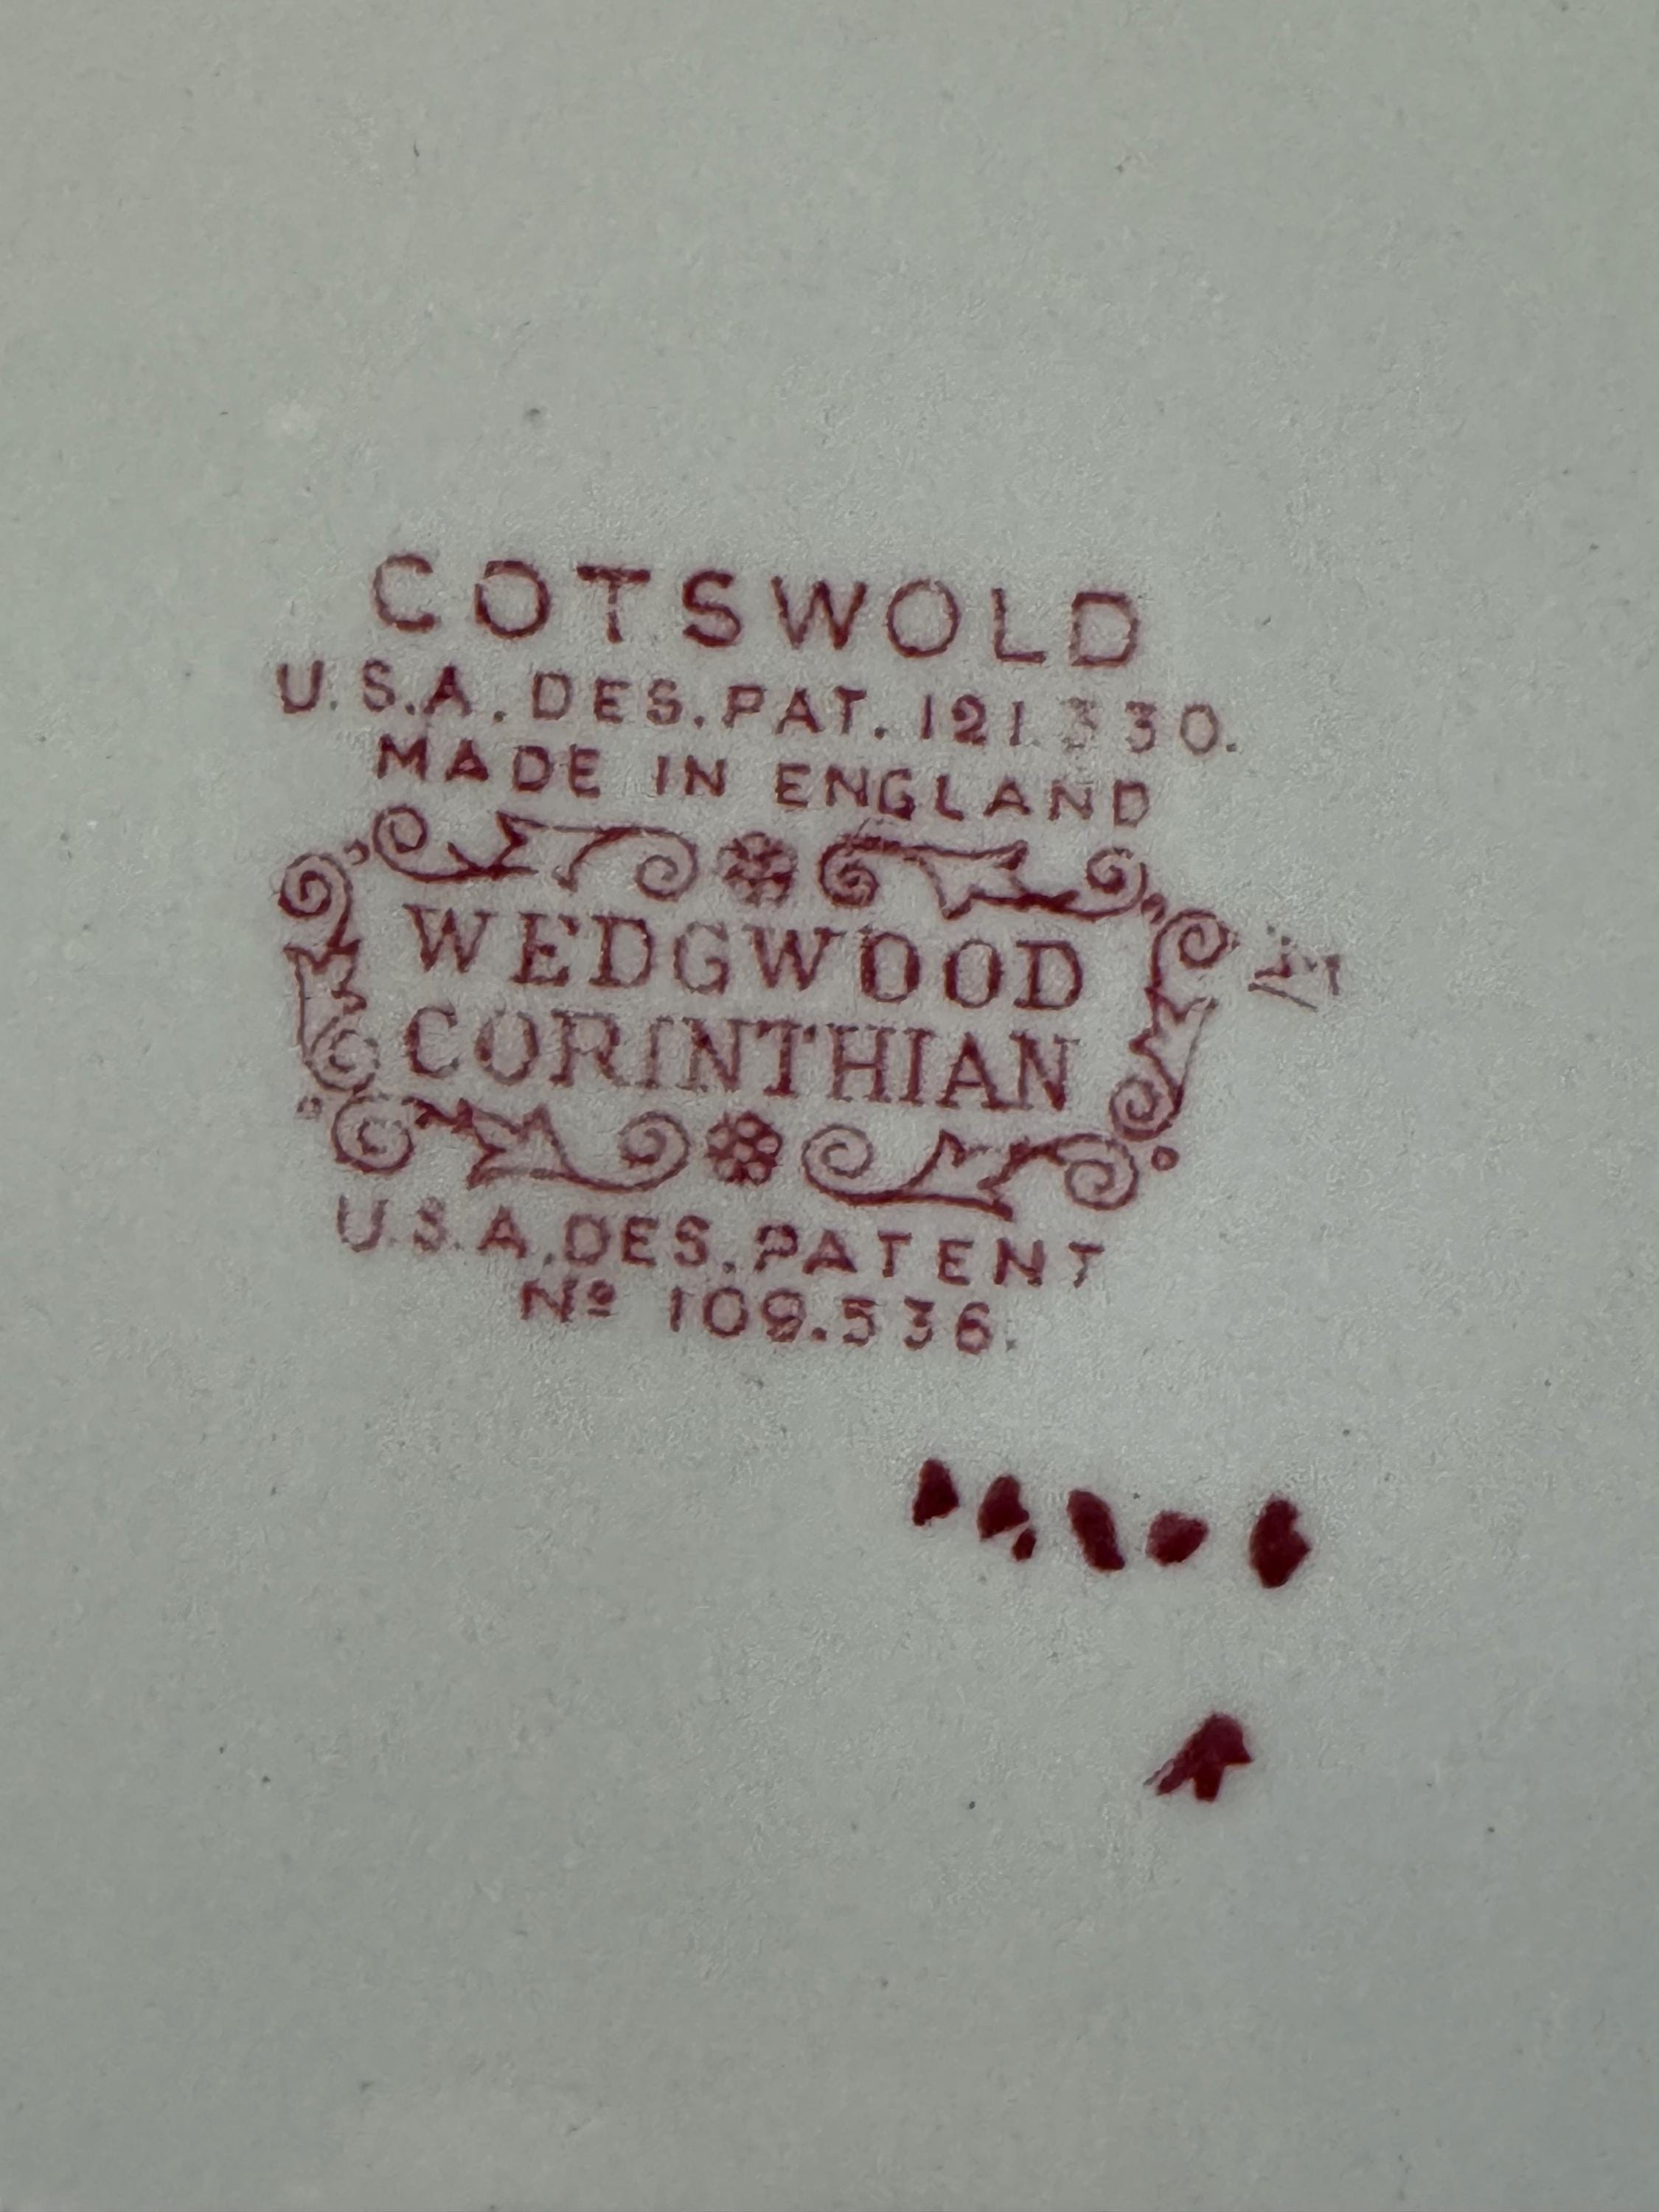 COTSWOLD
U.S.A. DES. PAT. 121.330.
MADE IN ENGLAND
WEDGWOOD
CORINTHIAN
U.S.A. DES. PATENT
Nº 109.536.